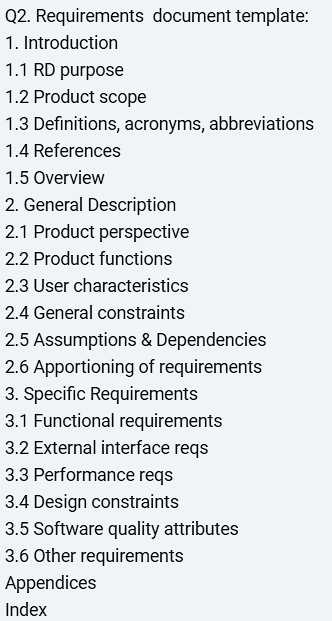 Q2. Requirements  document template:
1. Introduction
1.1 RD purpose
1.2 Product scope
1.3 Definitions, acronyms, abbreviations
1.4 References
1.5 Overview
2. General Description
2.1 Product perspective
2.2 Product functions
2.3 User characteristics
2.4 General constraints
2.5 Assumptions & Dependencies
2.6 Apportioning of requirements
3. Specific Requirements
3.1 Functional requirements
3.2 External interface reqs
3.3 Performance reqs
3.4 Design constraints
3.5 Software quality attributes
3.6 Other requirements
Appendices
Index